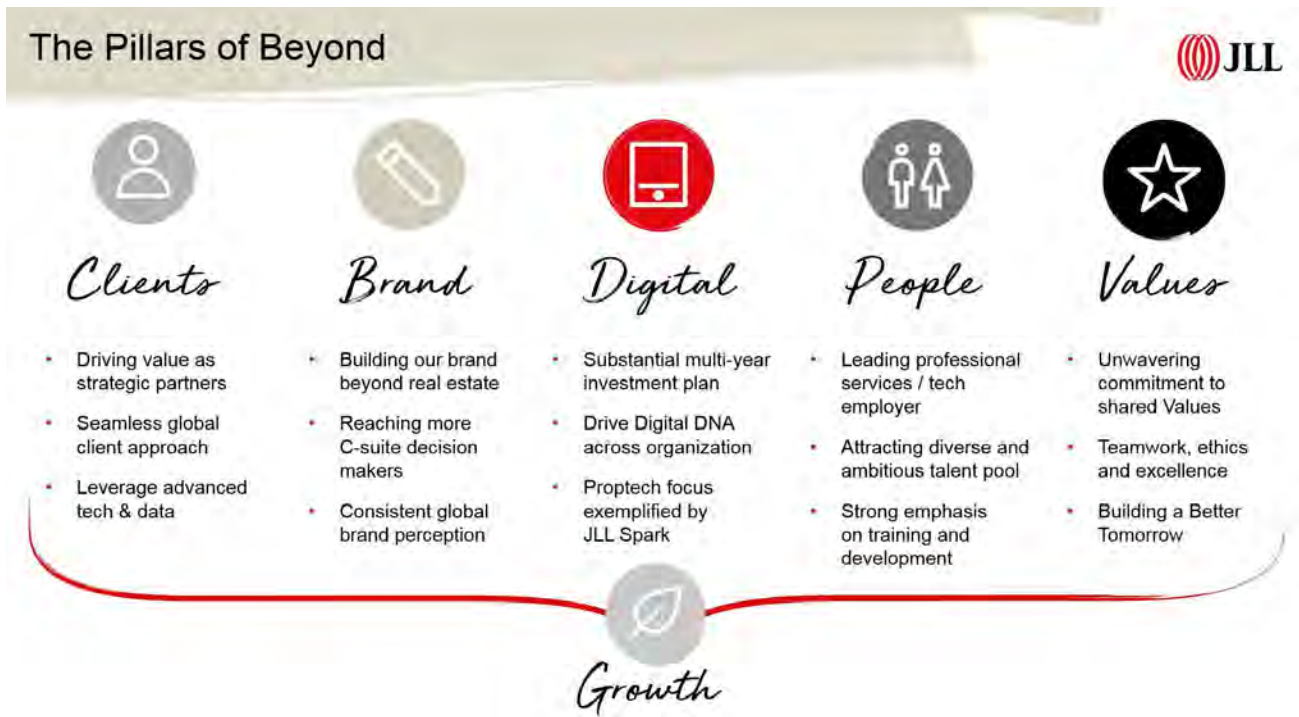 The Pillars of Beyond
JLL
Clients
Driving value as
strategic partners
Seamless global
client approach
Leverage advanced
tech & data
Brand
Building our brand
beyond real estate
Reaching more
C-suite decision
makers
Consistent global
brand perception
Digital
Substantial multi-year
investment plan
Drive Digital DNA
across organization
Proptech focus
exemplified by
JLL Spark
People
Leading professional
services / tech
employer
Attracting diverse and
ambitious talent pool
Strong emphasis
on training and
development
Values
Unwavering
commitment to
shared Values
Teamwork, ethics
and excellence
Building a Better
Tomorrow
Growth